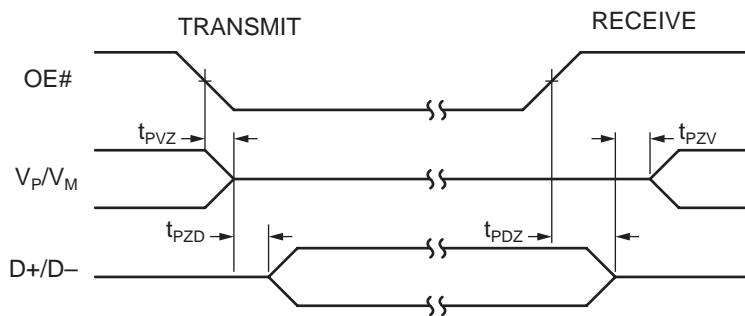 TRANSMIT
RECEIVE
OE#
tPVZ
tPZV
VP/VM
tPZD
tPDZ
D+/D–